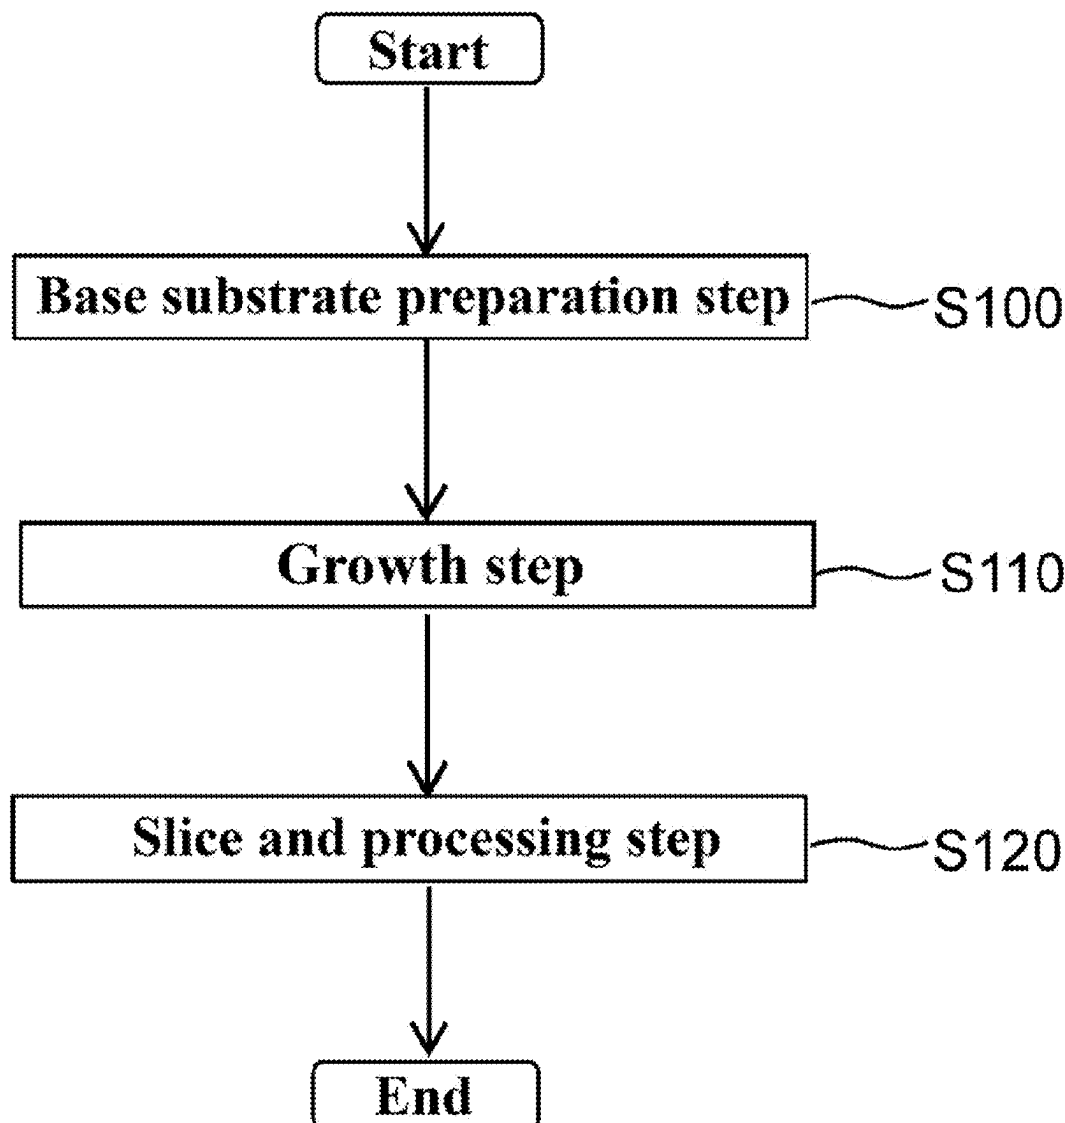 Start
Base substrate preparation step
S100
Growth step
S110
Slice and processing step
S120
End